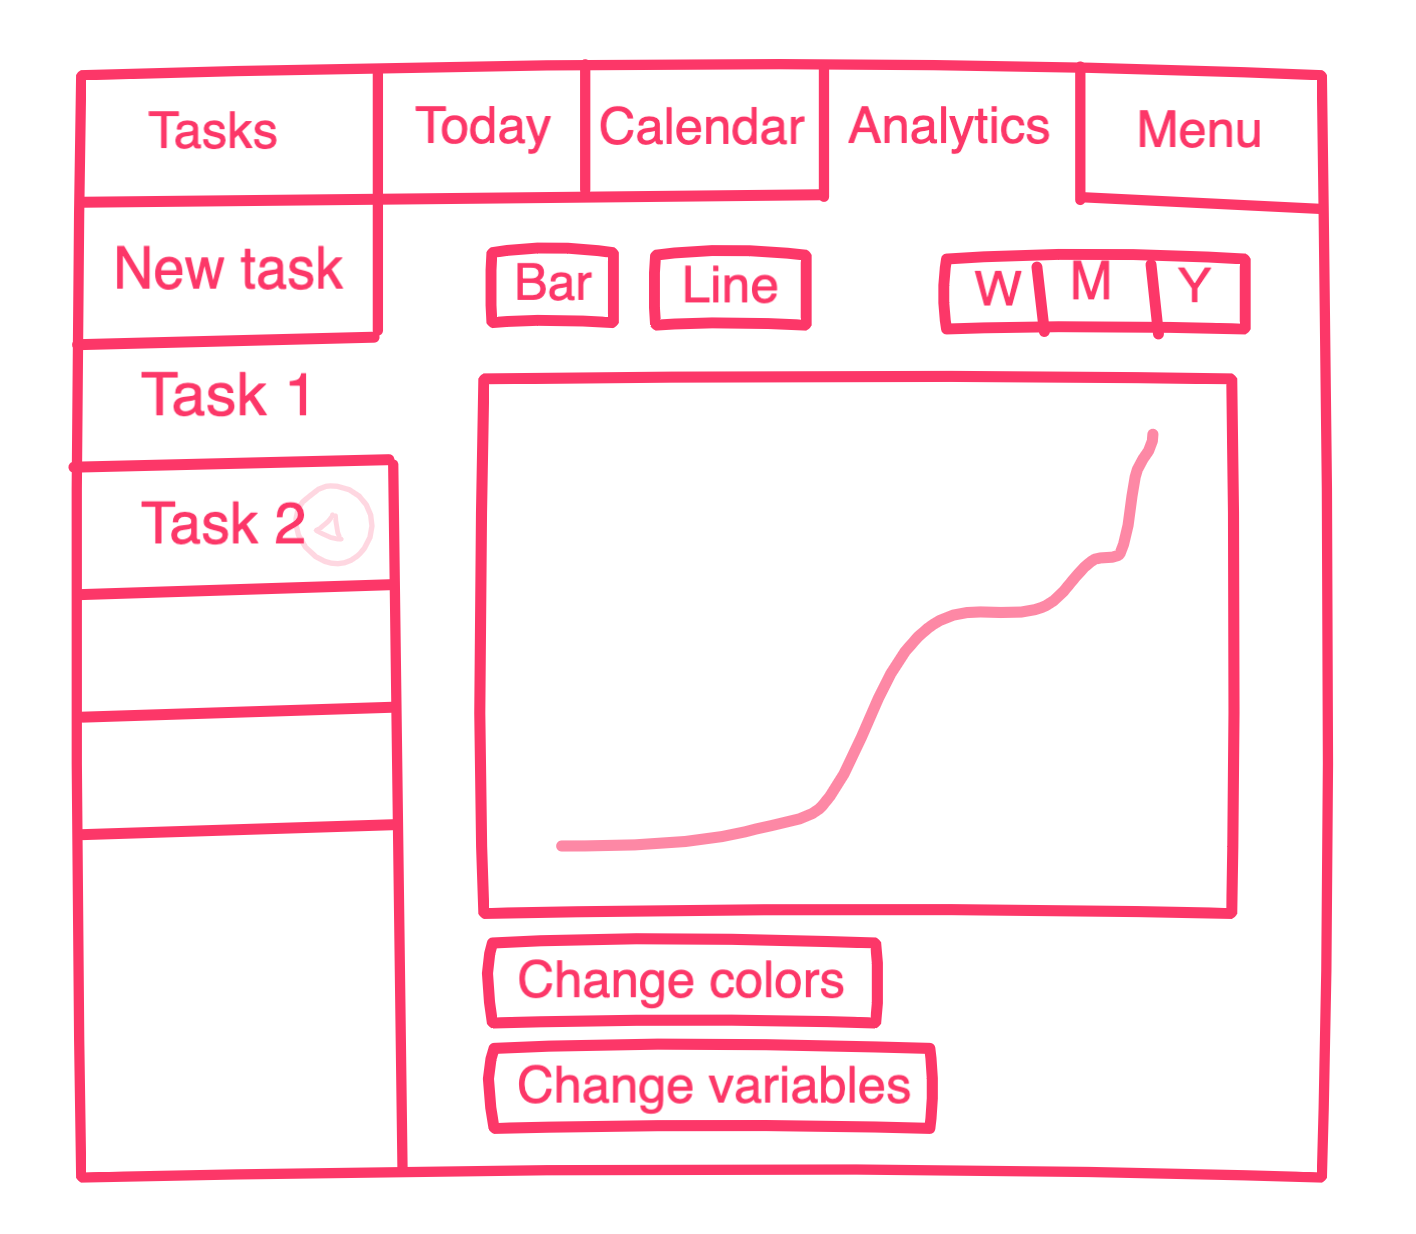 Tasks
Today
Calendar
Analytics
Menu
New task
Bar
Line
W
M
Y
Task 1
Task 2
Change colors
Change variables